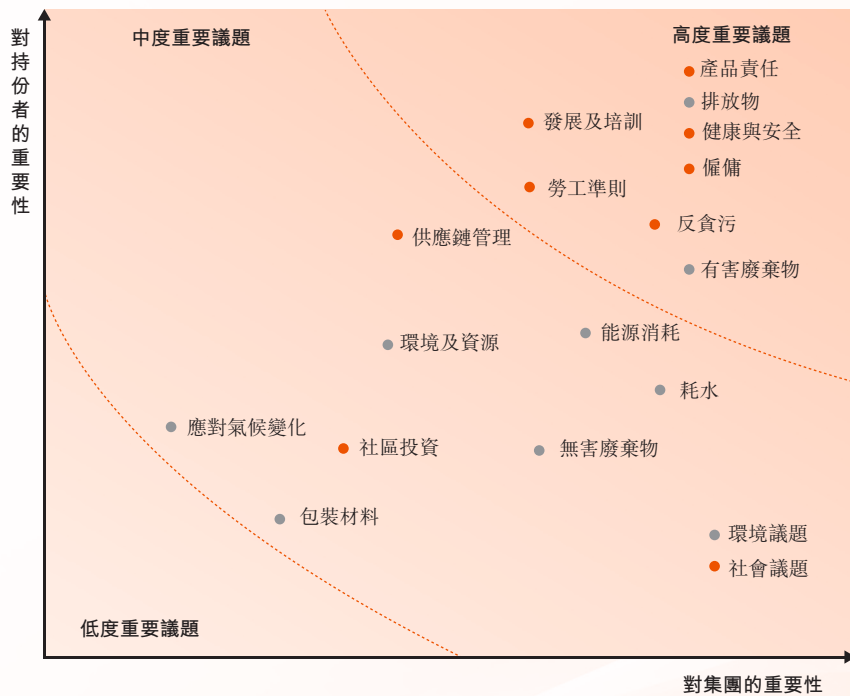 對持份者的重要性
中度重要議題
高度重要議題
產品責任
排放物
發展及培訓
健康與安全
僱傭
勞工準則
反貪污
供應鏈管理
有害廢棄物
能源消耗
環境及資源
耗水
應對氣候變化
社區投資
無害廢棄物
包裝材料
環境議題
社會議題
低度重要議題
對集團的重要性